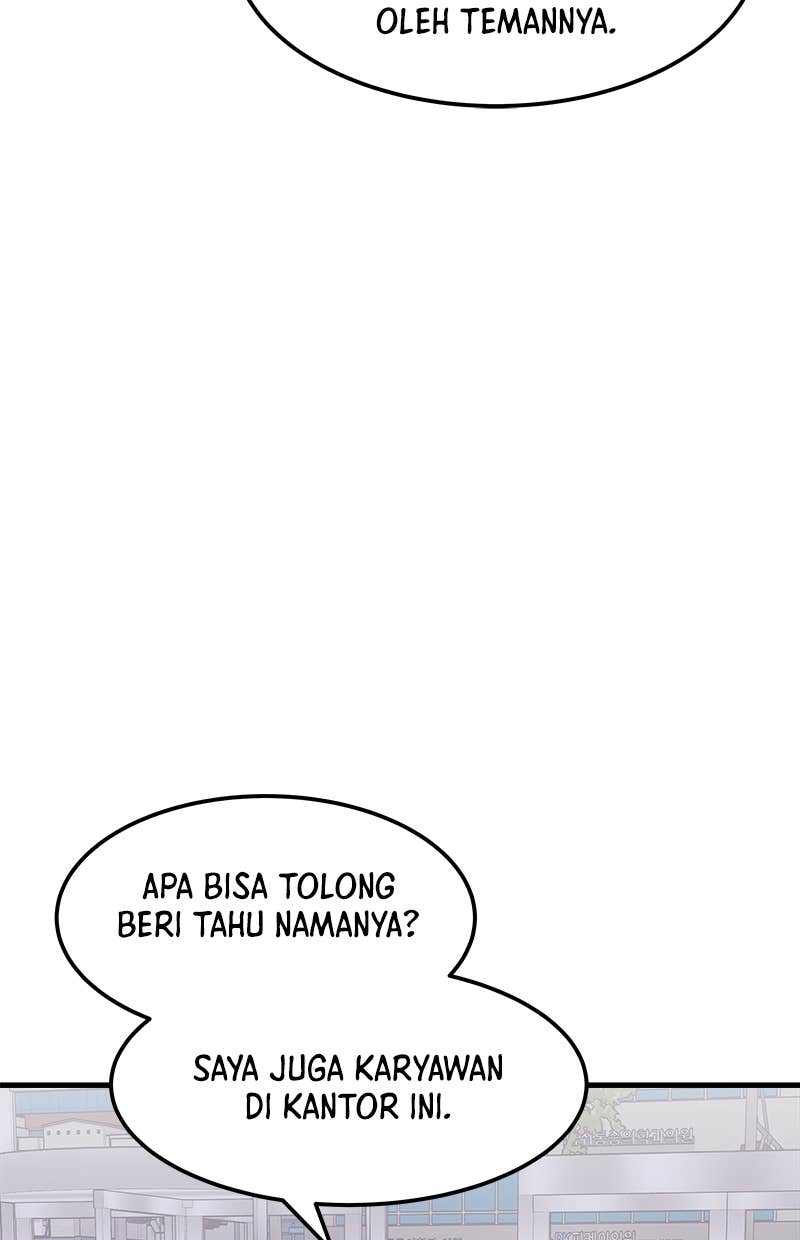 OLEH TEMANNYA.
APA BISA TOLONG
BERI TAHU NAMANYA?
SAYA JUGA KARYAWAN
DI KANTOR INI.